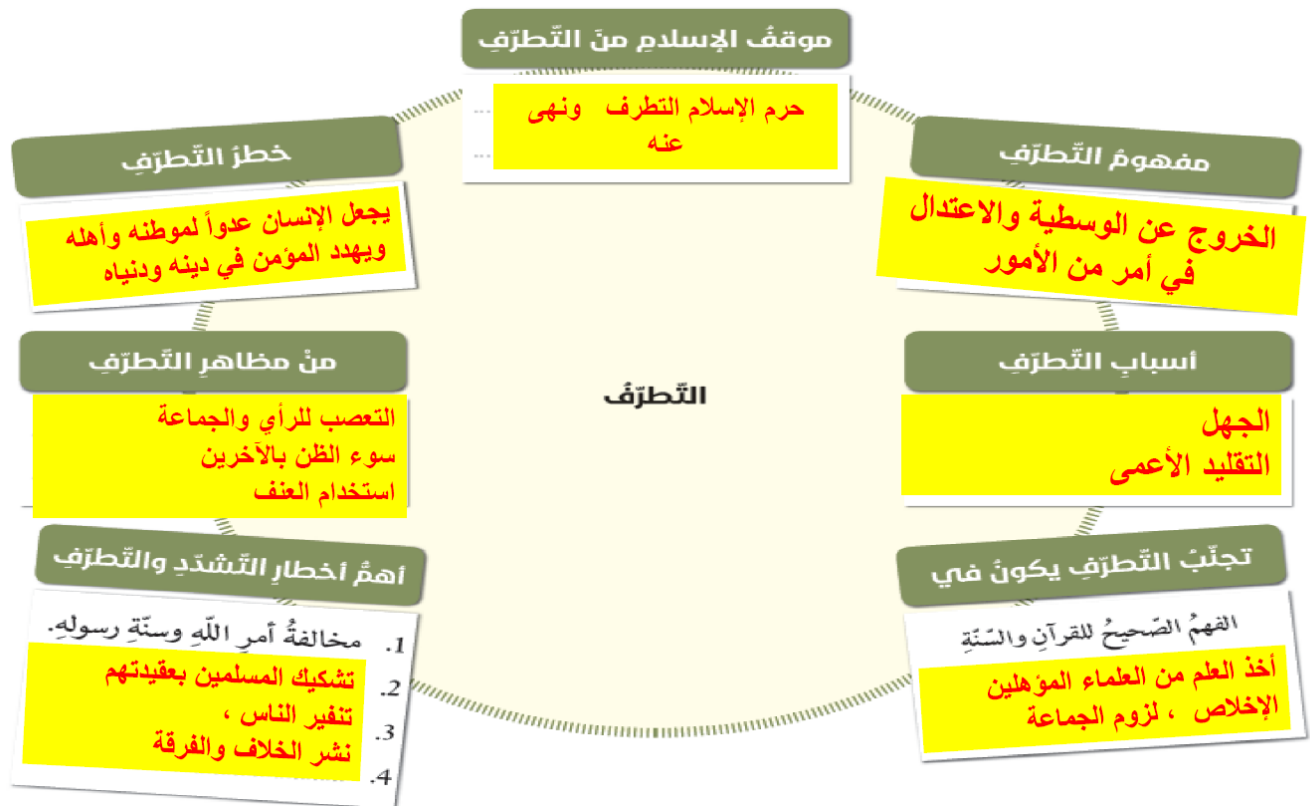 موقفُ الإسلامِ منَ التّطرّفِ
حرم الإسلام التطرف ونهى
عنه
مفهومُ التّطرّفِ
الخروج عن الوسطية والاعتدال
في أمر من الأمور
أسبابِ التّطرّفِ
الجهل
التقليد الأعمى
تجنّبُ التّطرّفِ يكونُ في
الفهمُ الصّحيحُ للقرآنِ والسّنّةِ
أخذ العلم من العلماء المؤهلين
الإخلاص ، لزوم الجماعة
خطرُ التّطرّفِ
يجعل الإنسان عدواً لموطنه وأهله
ويهدد المؤمن في دينه ودنياه
منْ مظاهرِ التّطرّفِ
التعصب للرأي والجماعة
سوء الظن بالآخرين
استخدام العنف
أهمُّ أخطارِ التّشدّدِ والتّطرّفِ
1. مخالفةُ أمرِ اللّهِ وسنّةِ رسولِهِ.
2. تشكيك المسلمين بعقيدتهم
تنفير الناس ،
3.
نشر الخلاف والفرقة
4.
التّطرّفُ